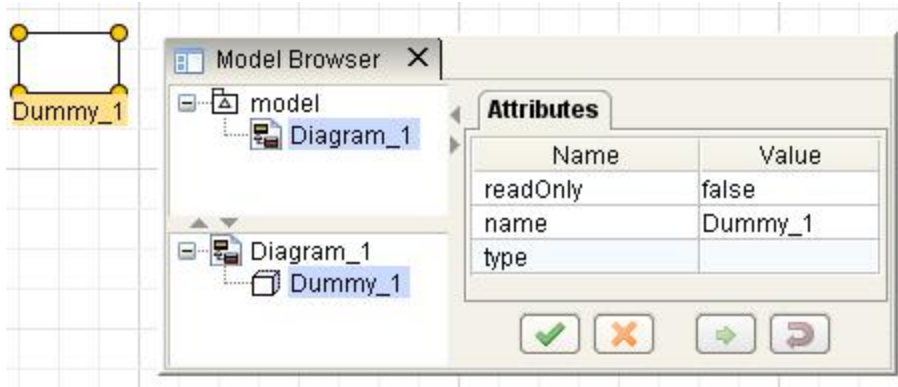 Dummy_1
Model Browser
model
Diagram_1
Diagram_1
Dummy_1
Attributes
Name Value
readOnly false
name Dummy_1
type